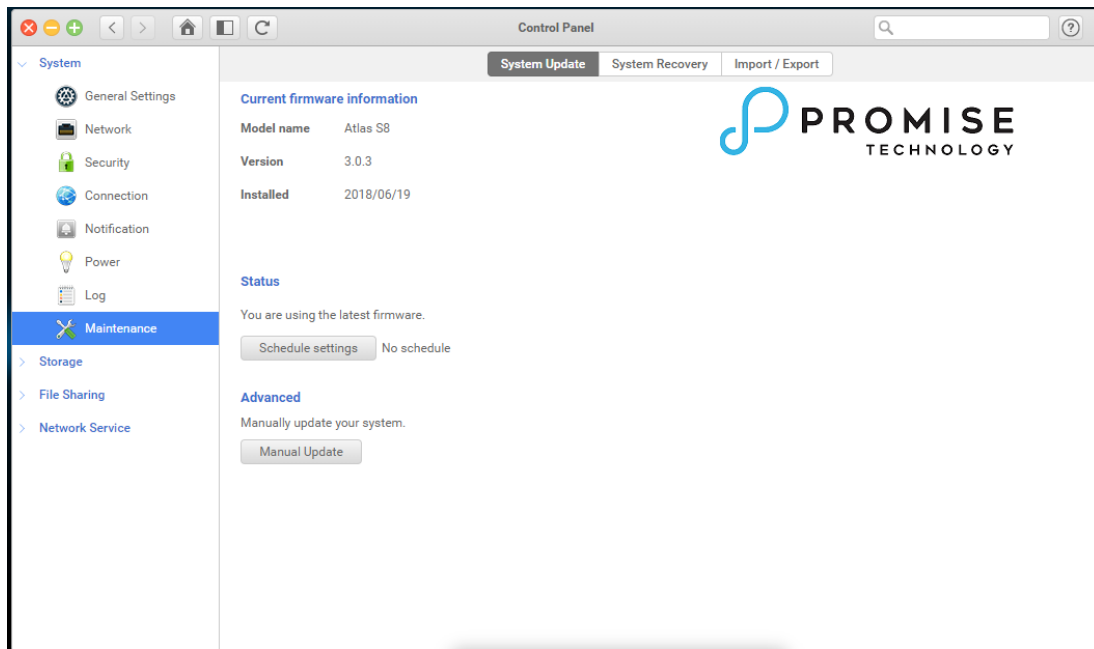 Control Panel
?
System
General Settings
Network
Security
Connection
Notification
Power
Log
Maintenance
Storage
File Sharing
Network Service
System Update System Recovery Import / Export
Current firmware information
Model name Atlas S8
Version 3.0.3
Installed 2018/06/19
PROMISE
TECHNOLOGY
Status
You are using the latest firmware.
Schedule settings No schedule
Advanced
Manually update your system.
Manual Update